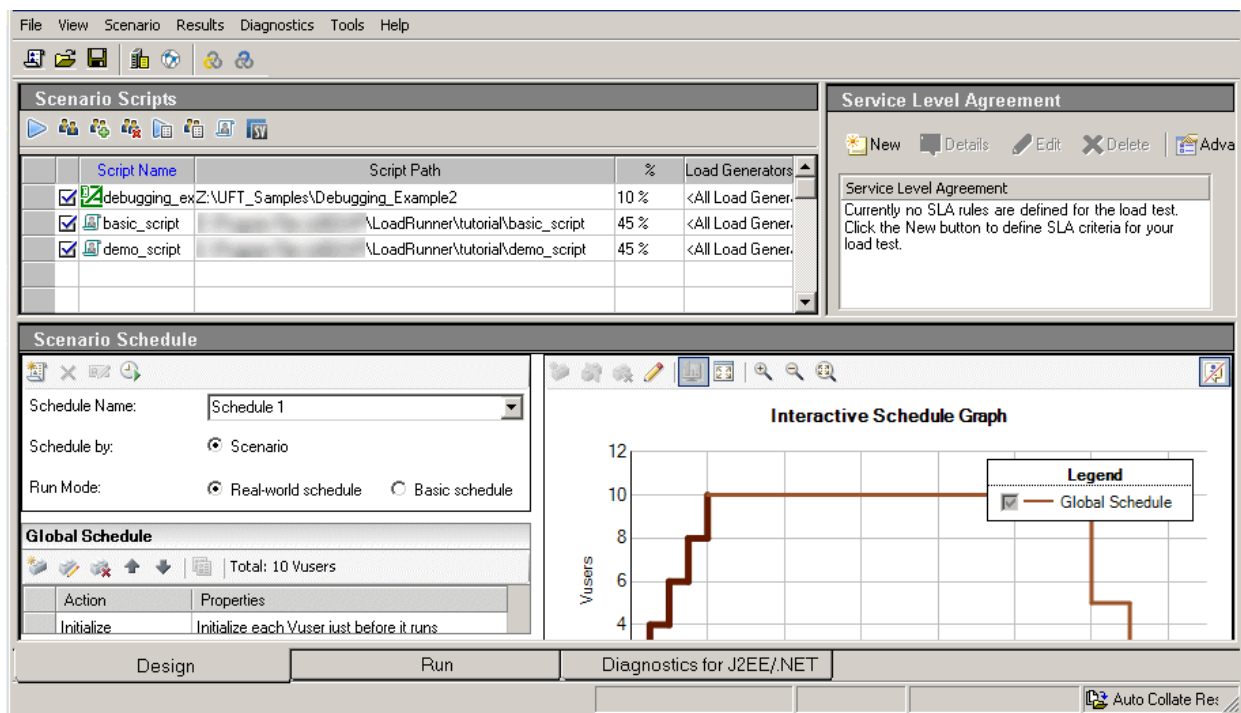 File View Scenario Results Diagnostics Tools Help
Scenario Scripts
SV
Script Name Script Path % Load Generators
debugging_ex Z:\UFT_Samples\Debugging_Example2 10 % <All Load Gener
basic_script \LoadRunner\tutorial\basic_script 45 % <All Load Gener
demo_script \LoadRunner\tutorial\demo_script 45 % <All Load Gener
Service Level Agreement
New Details Edit Delete Adva
Service Level Agreement
Currently no SLA rules are defined for the load test.
Click the New button to define SLA criteria for your
load test.
Scenario Schedule
Schedule Name: Schedule 1
Schedule by: Scenario
Run Mode: Real-world schedule Basic schedule
Global Schedule
Total: 10 Vusers
Action Properties
Initialize Initialize each Vuser just before it runs
Interactive Schedule Graph
12
10
8
6
4
Vusers
Legend
Global Schedule
Design Run Diagnostics for J2EE/.NET
Auto Collate Res